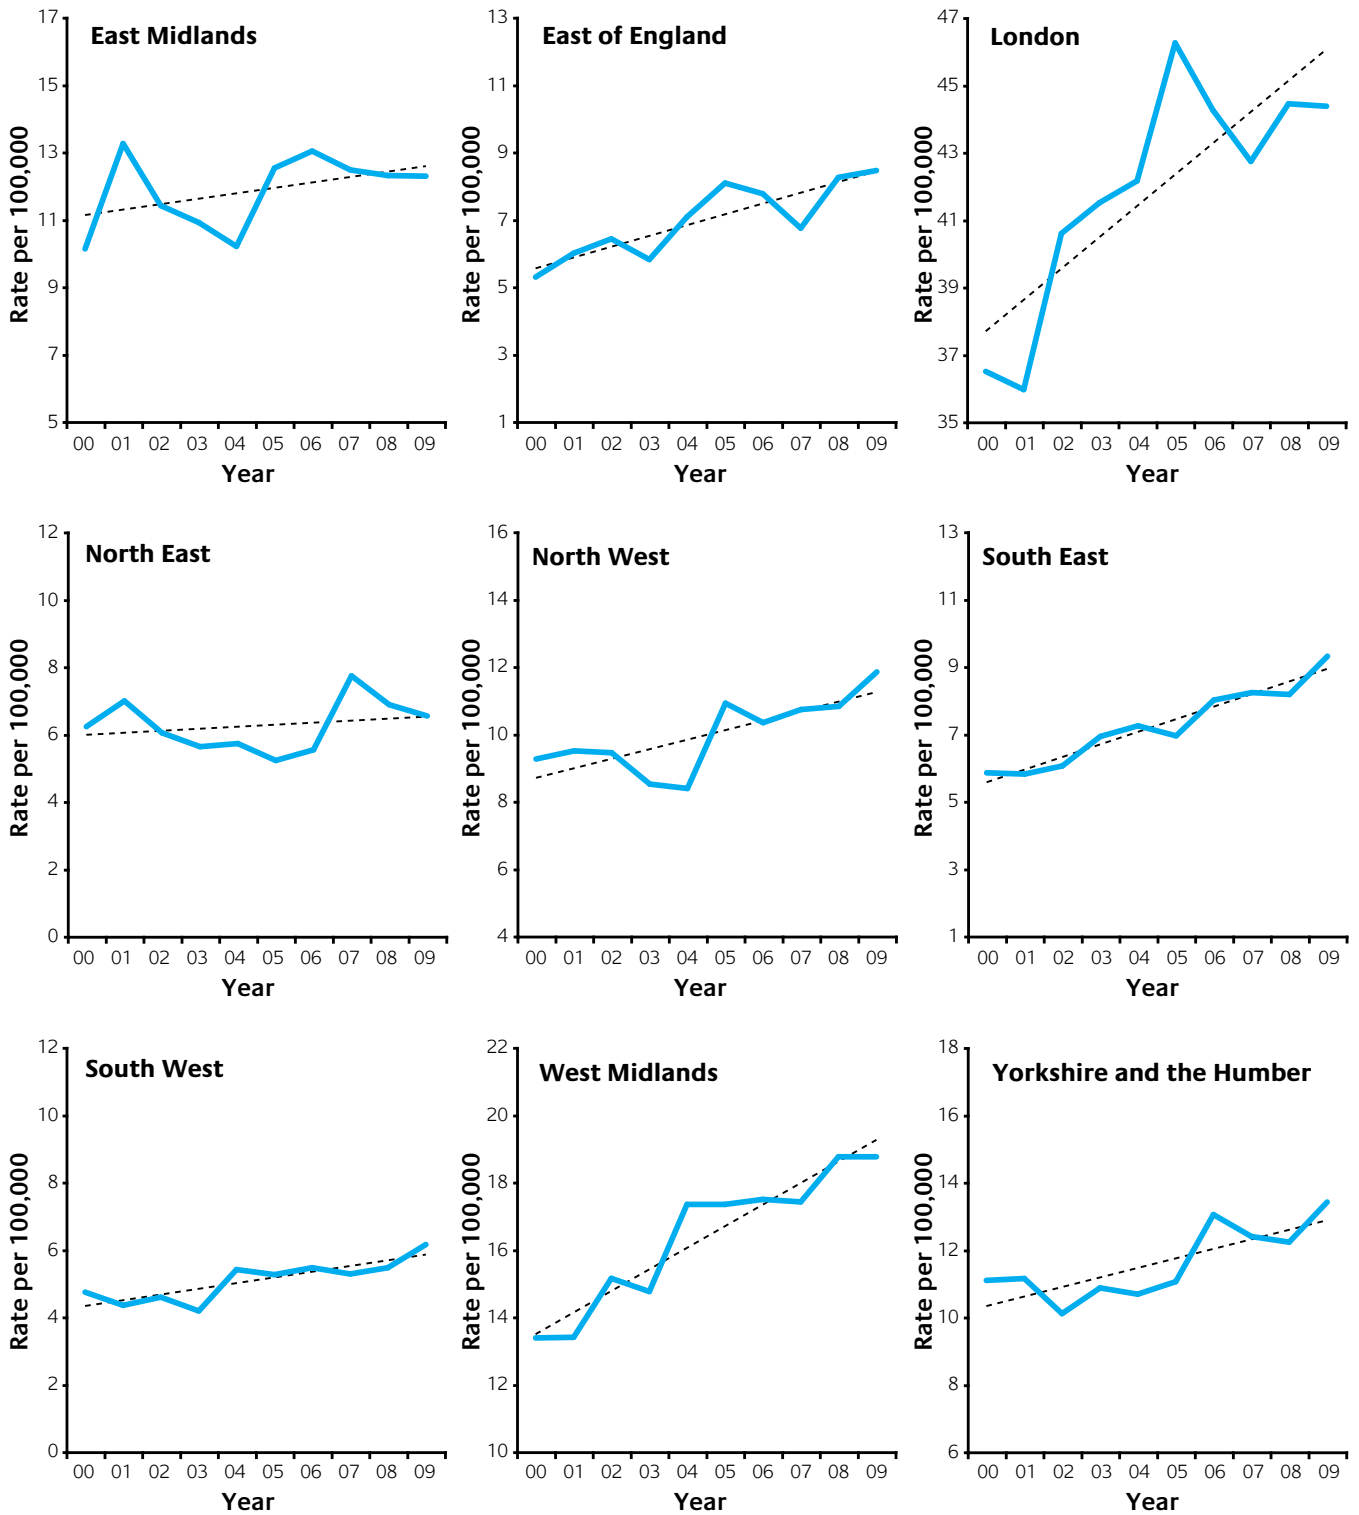 East Midlands
Rate per 100,000
17
15
13
11
9
7
5
00 01 02 03 04 05 06 07 08 09
Year
East of England
Rate per 100,000
13
11
9
7
5
3
1
00 01 02 03 04 05 06 07 08 09
Year
London
Rate per 100,000
47
45
43
41
39
37
35
00 01 02 03 04 05 06 07 08 09
Year
North East
Rate per 100,000
12
10
8
6
4
2
0
00 01 02 03 04 05 06 07 08 09
Year
North West
Rate per 100,000
16
14
12
10
8
6
4
00 01 02 03 04 05 06 07 08 09
Year
South East
Rate per 100,000
13
11
9
7
5
3
1
00 01 02 03 04 05 06 07 08 09
Year
South West
Rate per 100,000
12
10
8
6
4
2
0
00 01 02 03 04 05 06 07 08 09
Year
West Midlands
Rate per 100,000
22
20
18
16
14
12
10
00 01 02 03 04 05 06 07 08 09
Year
Yorkshire and the Humber
Rate per 100,000
18
16
14
12
10
8
6
00 01 02 03 04 05 06 07 08 09
Year